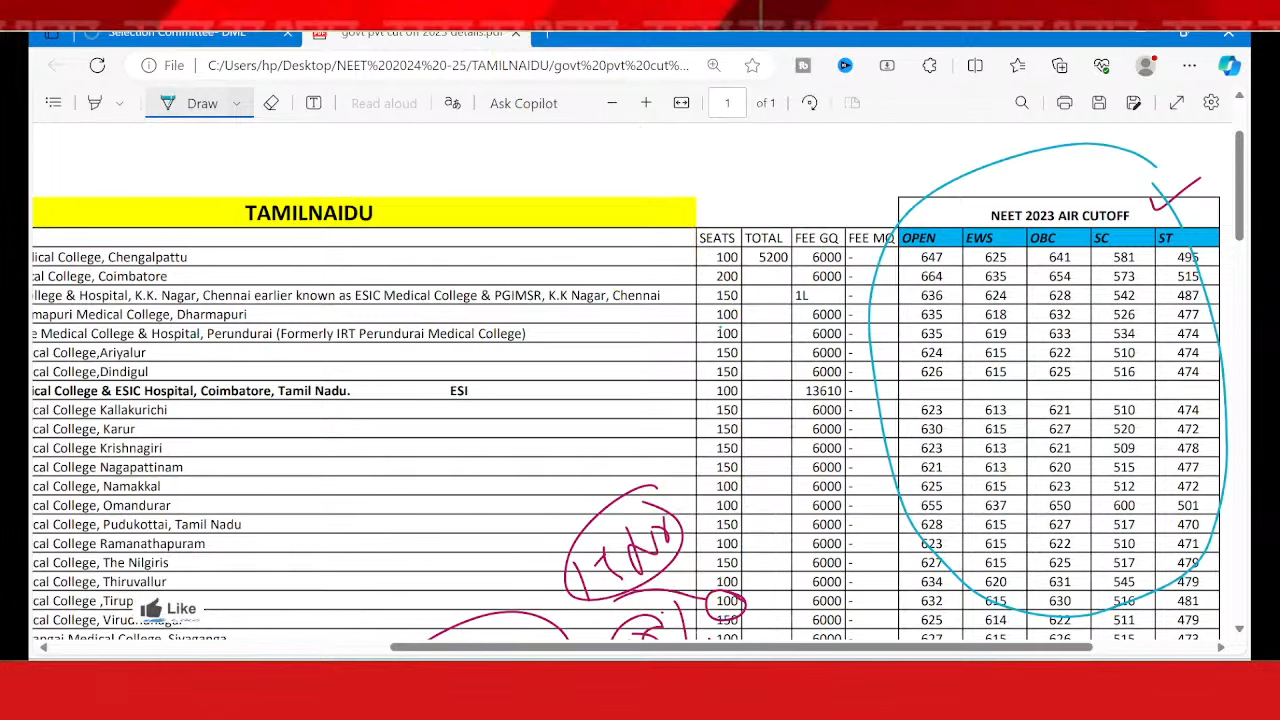 Selection Committee- DME
govt pvt cut off 2023 details.pdf
File C:/Users/hp/Desktop/NEET%202024%20-25/TAMILNAIDU/govt%20pvt%20cut%...
Draw Read aloud Ask Copilot 1 of 1
TAMILNAIDU NEET 2023 AIR CUTOFF
SEATS TOTAL FEE GQ FEE MQ OPEN EWS OBC SC ST
lical College, Chengalpattu 100 5200 6000 - 647 625 641 581 495
cal College, Coimbatore 200 6000 - 664 635 654 573 515
llege & Hospital, K.K. Nagar, Chennai earlier known as ESIC Medical College & PGIMSR, K.K Nagar, Chennai 150 1L - 636 624 628 542 487
mapuri Medical College, Dharmapuri 100 6000 - 635 618 632 526 477
e Medical College & Hospital, Perundurai (Formerly IRT Perundurai Medical College) 100 6000 - 635 619 633 534 474
cal College,Ariyalur 150 6000 - 624 615 622 510 474
cal College,Dindigul 150 6000 - 626 615 625 516 474
ical College & ESIC Hospital, Coimbatore, Tamil Nadu. ESI 100 13610 -
cal College Kallakurichi 150 6000 - 623 613 621 510 474
cal College, Karur 150 6000 - 630 615 627 520 472
cal College Krishnagiri 150 6000 - 623 613 621 509 478
cal College Nagapattinam 150 6000 - 621 613 620 515 477
cal College, Namakkal 100 6000 - 625 615 623 512 472
cal College, Omandurar 100 6000 - 655 637 650 600 501
cal College, Pudukottai, Tamil Nadu 150 6000 - 628 615 627 517 470
cal College Ramanathapuram 100 6000 - 623 615 622 510 471
cal College, The Nilgiris 150 6000 - 627 615 625 517 479
cal College, Thiruvallur 100 6000 - 634 620 631 545 479
cal College ,Tirup 100 6000 - 632 615 630 516 481
Like
cal College, Viru 150 6000 - 625 614 622 511 479
angai Medical College, Sivaganga 100 6000 - 627 615 626 515 473